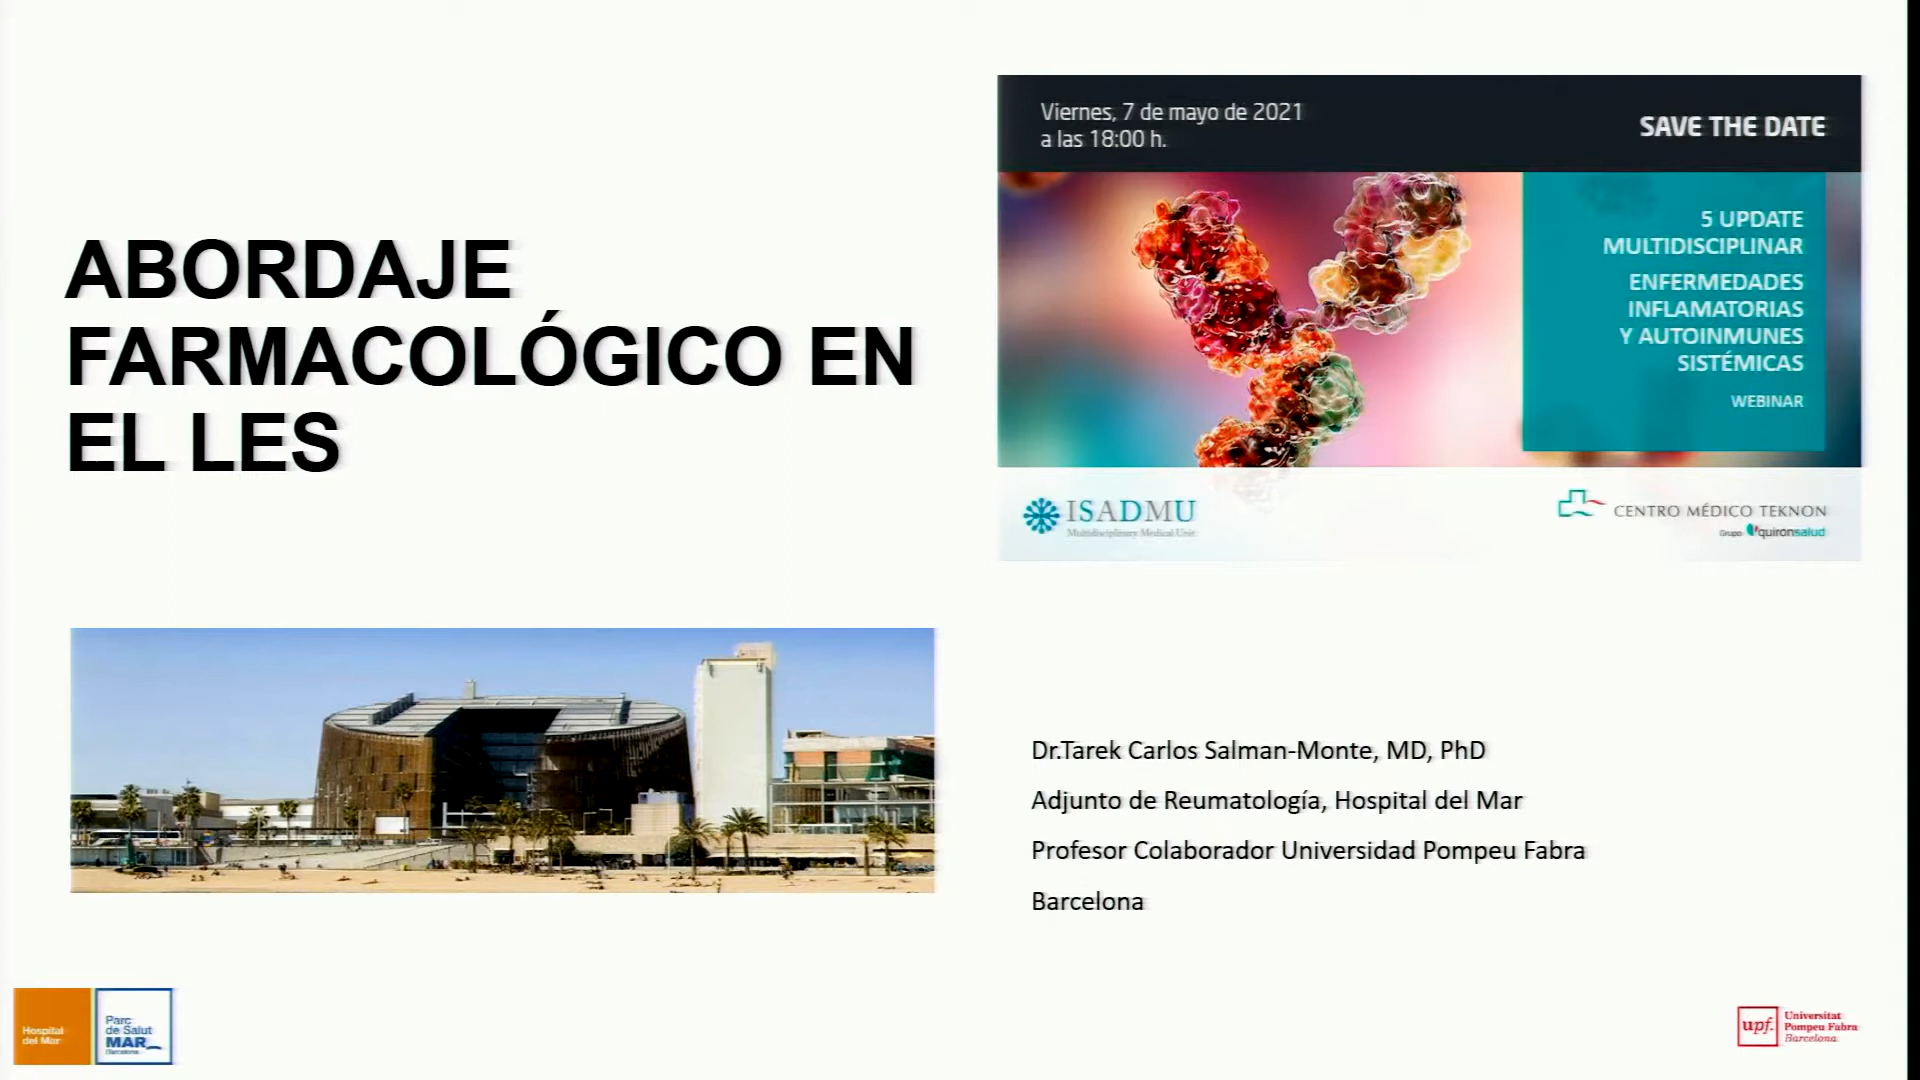 ABORDAJE
FARMACOLÓGICO EN
EL LES
Viernes, 7 de mayo de 2021
a las 18:00 h.
SAVE THE DATE
5 UPDATE
MULTIDISCIPLINAR
ENFERMEDADES
INFLAMATORIAS
Y AUTOINMUNES
SISTÉMICAS
WEBINAR
ISADMU
Multidisciplinary Medical Unit
CENTRO MÉDICO TEKNON
Grupo quironsalud
Dr.Tarek Carlos Salman-Monte, MD, PhD
Adjunto de Reumatología, Hospital del Mar
Profesor Colaborador Universidad Pompeu Fabra
Barcelona
Hospital
del Mar
Parc
de Salut
MAR
Barcelona
upf.
Universitat
Pompeu Fabra
Barcelona